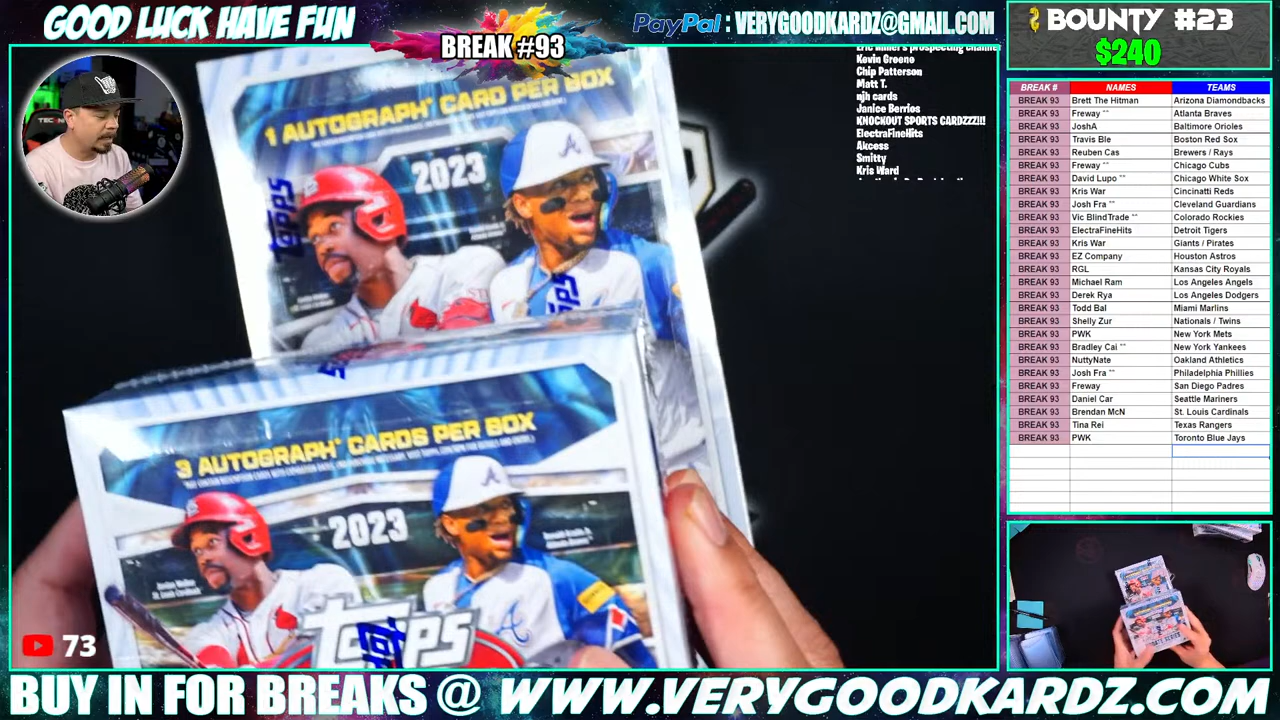 GOOD LUCK HAVE FUN
BREAK #93
PayPal : VERYGOODKARDZ@GMAIL.COM
BOUNTY #23
$240
Kevin Greeno
Chip Patterson
Matt T.
njh cards
Janice Berrios
KNOCKOUT SPORTS CARDZZZ!!!
ElectraFineHits
Akcess
Smitty
Kris Ward
1 AUTOGRAPH* CARD PER BOX
2023
Topps
3 AUTOGRAPH* CARDS PER BOX
2023
Topps
73
BREAK # NAMES TEAMS
BREAK 93 Brett The Hitman Arizona Diamondbacks
BREAK 93 Freway ** Atlanta Braves
BREAK 93 JoshA Baltimore Orioles
BREAK 93 Travis Ble Boston Red Sox
BREAK 93 Reuben Cas Brewers / Rays
BREAK 93 Freway ** Chicago Cubs
BREAK 93 David Lupo ** Chicago White Sox
BREAK 93 Kris War Cincinatti Reds
BREAK 93 Josh Fra ** Cleveland Guardians
BREAK 93 Vic BlindTrade ** Colorado Rockies
BREAK 93 ElectraFineHits Detroit Tigers
BREAK 93 Kris War Giants / Pirates
BREAK 93 EZ Company Houston Astros
BREAK 93 RGL Kansas City Royals
BREAK 93 Michael Ram Los Angeles Angels
BREAK 93 Derek Rya Los Angeles Dodgers
BREAK 93 Todd Bal Miami Marlins
BREAK 93 Shelly Zur Nationals / Twins
BREAK 93 PWK New York Mets
BREAK 93 Bradley Cai ** New York Yankees
BREAK 93 NuttyNate Oakland Athletics
BREAK 93 Josh Fra ** Philadelphia Phillies
BREAK 93 Freway San Diego Padres
BREAK 93 Daniel Car Seattle Mariners
BREAK 93 Brendan McN St. Louis Cardinals
BREAK 93 Tina Rei Texas Rangers
BREAK 93 PWK Toronto Blue Jays
BUY IN FOR BREAKS @ WWW.VERYGOODKARDZ.COM